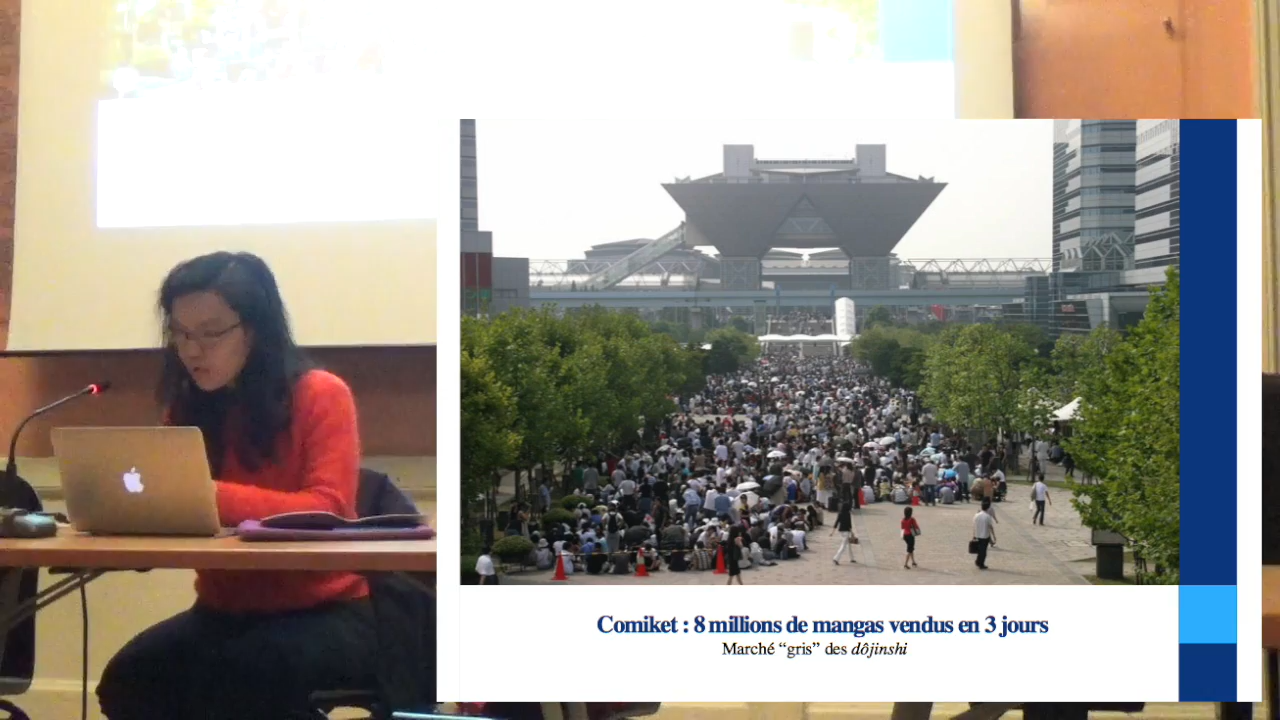 Comiket : 8 millions de mangas vendus en 3 jours
Marché “gris” des dôjinshi